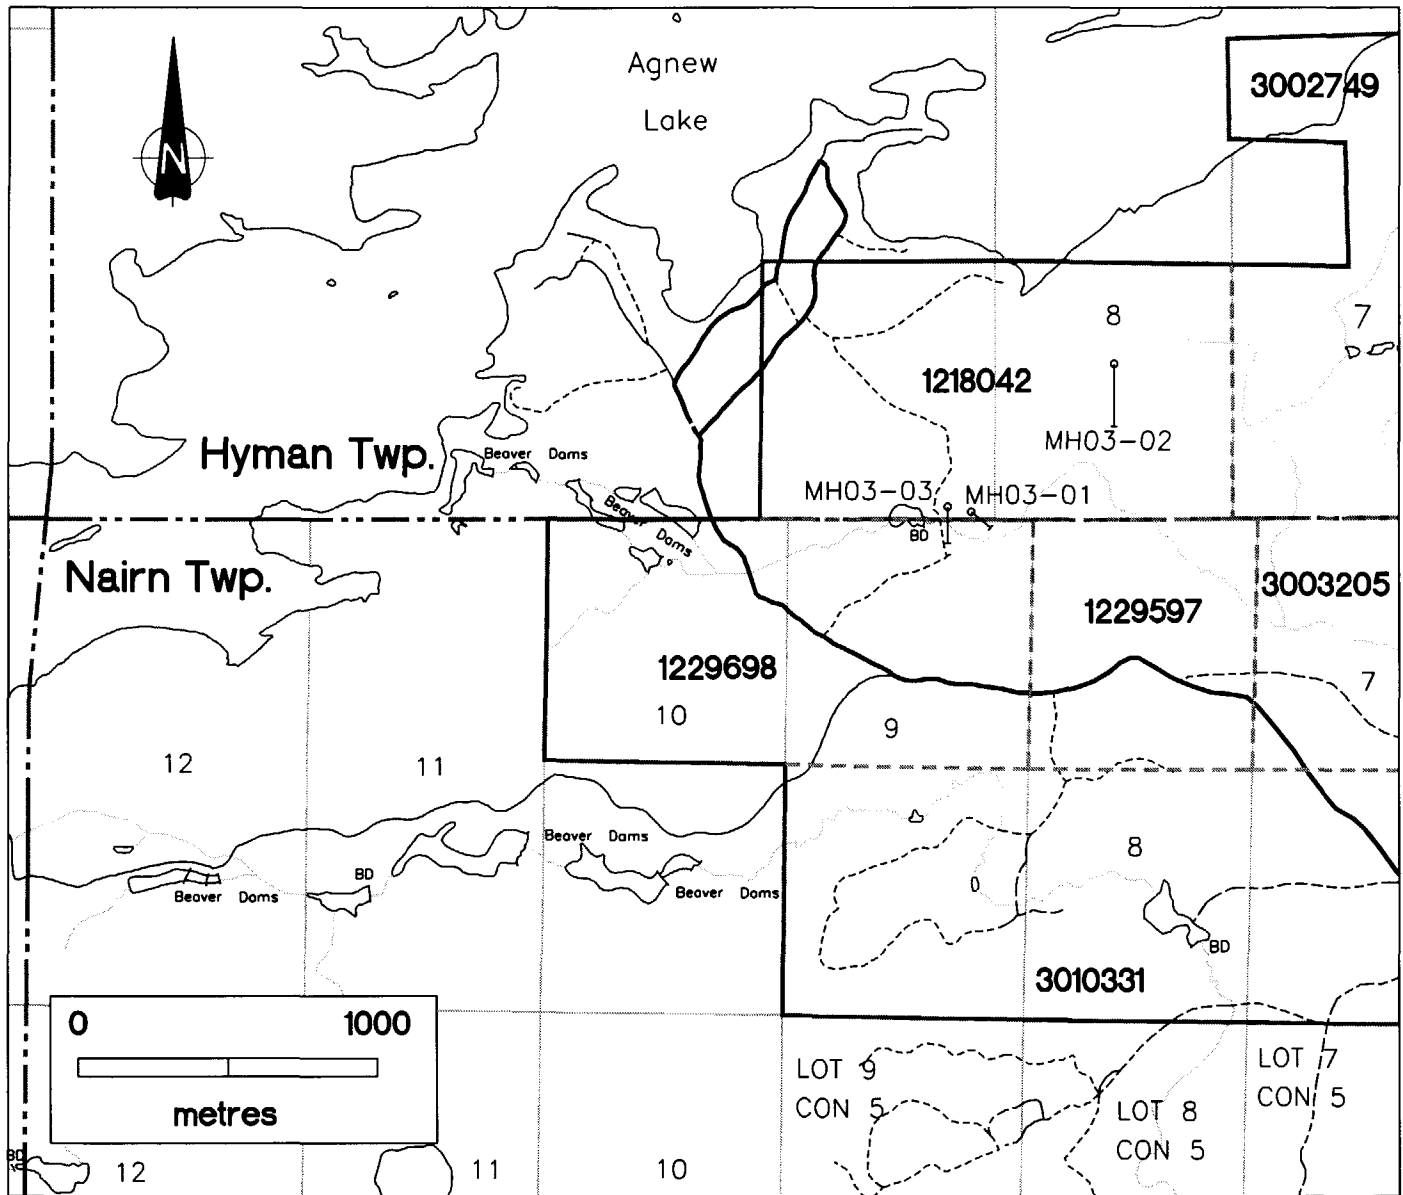 Agnew
Lake
3002749
N
8
7
1218042
MH03-02
Hyman Twp.
Beaver Dams
MH03-03
MH03-01
Beaver
Dams
BD
Nairn Twp.
3003205
1229597
1229698
7
10
9
12
11
Beaver Dams
8
BD
Beaver Dams
Beaver Dams
BD
3010331
0
1000
metres
LOT 9
CON 5
LOT 7
CON 5
LOT 8
CON 5
BD
12
11
10